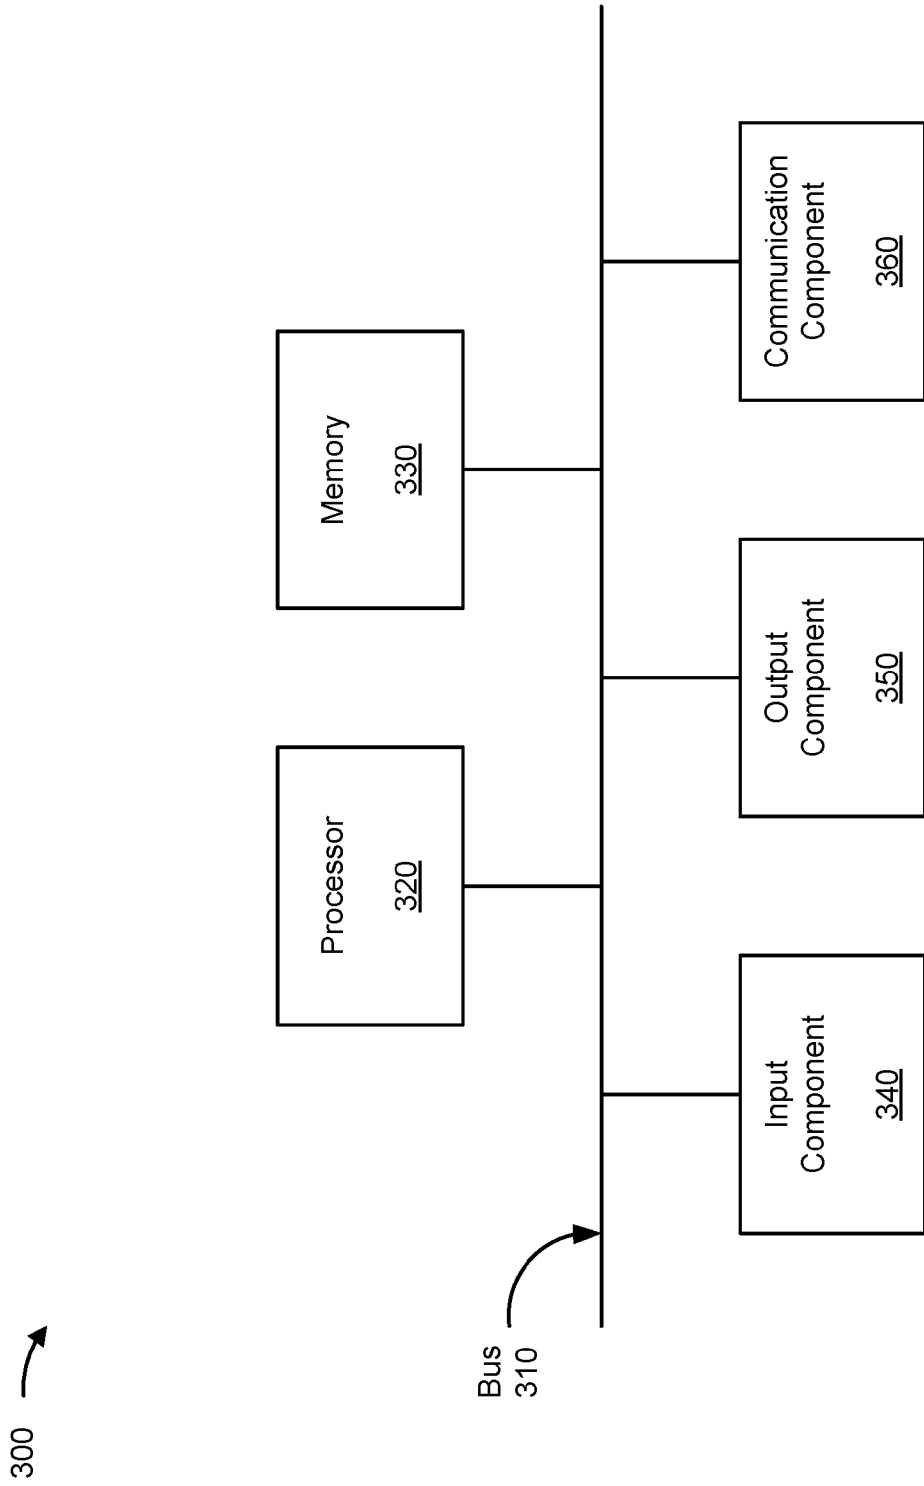 300
Bus
310
Processor
320
Memory
330
Input
Component
340
Output
Component
350
Communication
Component
360